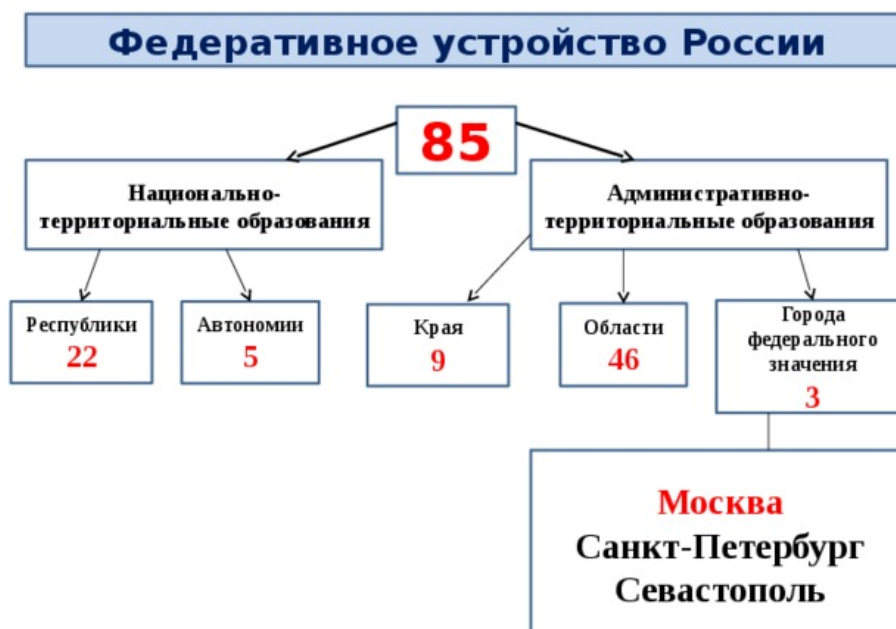 Федеративное устройство России
85
Национально-
территориальные образования
Административно-
территориальные образования
Республики
22
Автономии
5
Края
9
Области
46
Города
федерального
значения
3
Москва
Санкт-Петербург
Севастополь